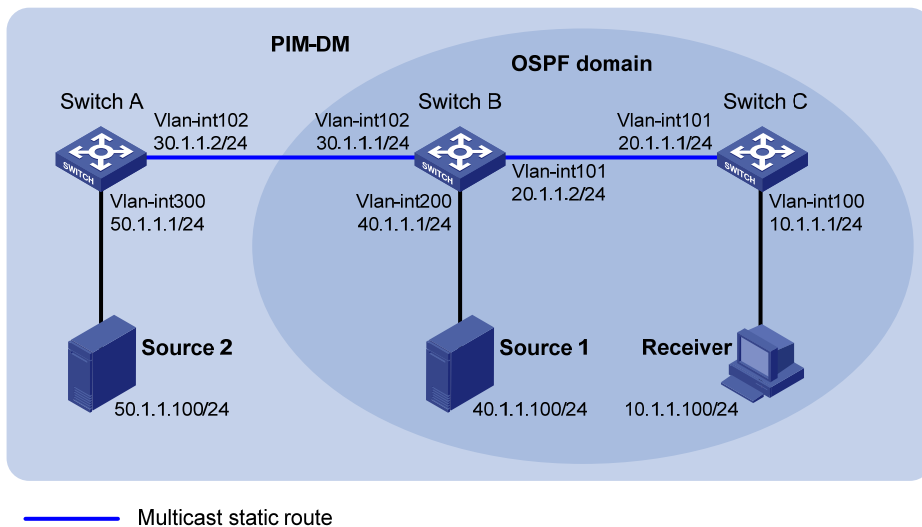 PIM-DM
OSPF domain
Switch A
Switch B
Switch C
Vlan-int102
30.1.1.2/24
Vlan-int102
30.1.1.1/24
Vlan-int101
20.1.1.1/24
SWITCH
SWITCH
SWITCH
Vlan-int101
20.1.1.2/24
Vlan-int300
50.1.1.1/24
Vlan-int200
40.1.1.1/24
Vlan-int100
10.1.1.1/24
Source 2
Source 1
Receiver
50.1.1.100/24
40.1.1.100/24
10.1.1.100/24
Multicast static route